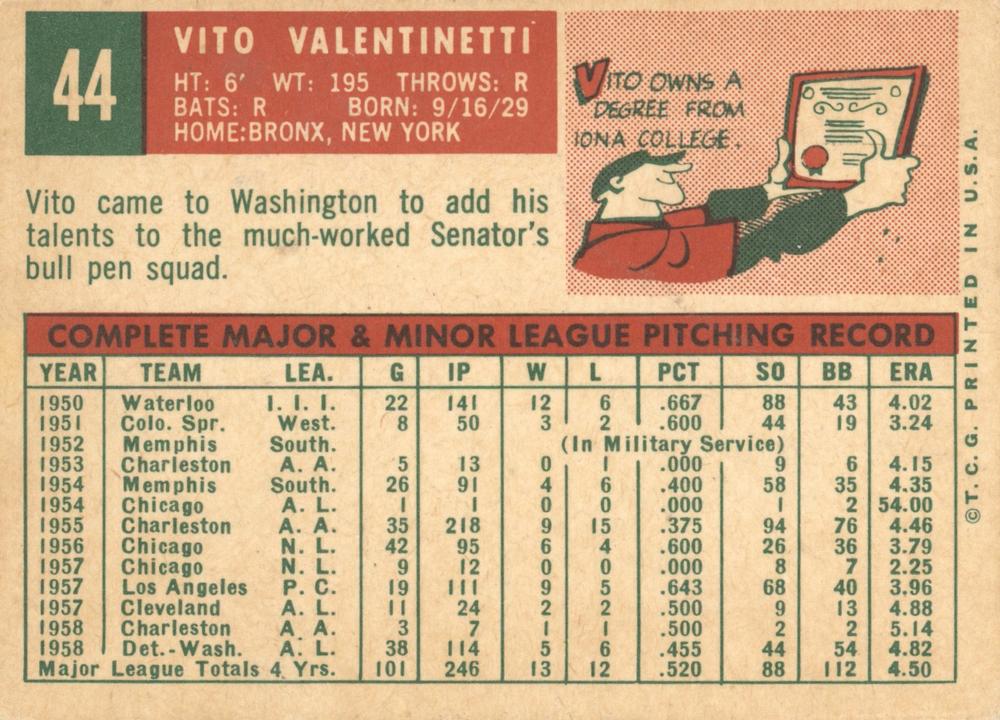 44
VITO VALENTINETTI
HT: 6' WT: 195 THROWS: R
BATS: R BORN: 9/16/29
HOME:BRONX, NEW YORK
VITO OWNS A
DEGREE FROM
IONA COLLEGE.
Vito came to Washington to add his
talents to the much-worked Senator's
bull pen squad.
COMPLETE MAJOR & MINOR LEAGUE PITCHING RECORD
YEAR TEAM LEA. G IP W L PCT SO BB ERA
1950 Waterloo I. I. I. 22 141 12 6 .667 88 43 4.02
1951 Colo. Spr. West. 8 50 3 2 .600 44 19 3.24
1952 Memphis South. (In Military Service)
1953 Charleston A. A. 5 13 0 1 .000 9 6 4.15
1954 Memphis South. 26 91 4 6 .400 58 35 4.35
1954 Chicago A. L. 1 1 0 0 .000 1 2 54.00
1955 Charleston A. A. 35 218 9 15 .375 94 76 4.46
1956 Chicago N. L. 42 95 6 4 .600 26 36 3.79
1957 Chicago N. L. 9 12 0 0 .000 8 7 2.25
1957 Los Angeles P. C. 19 111 9 5 .643 68 40 3.96
1957 Cleveland A. L. 11 24 2 2 .500 9 13 4.88
1958 Charleston A. A. 3 7 1 1 .500 2 2 5.14
1958 Det.-Wash. A. L. 38 114 5 6 .455 44 54 4.82
Major League Totals 4 Yrs. 101 246 13 12 .520 88 112 4.50
©T. C. G. PRINTED IN U.S.A.